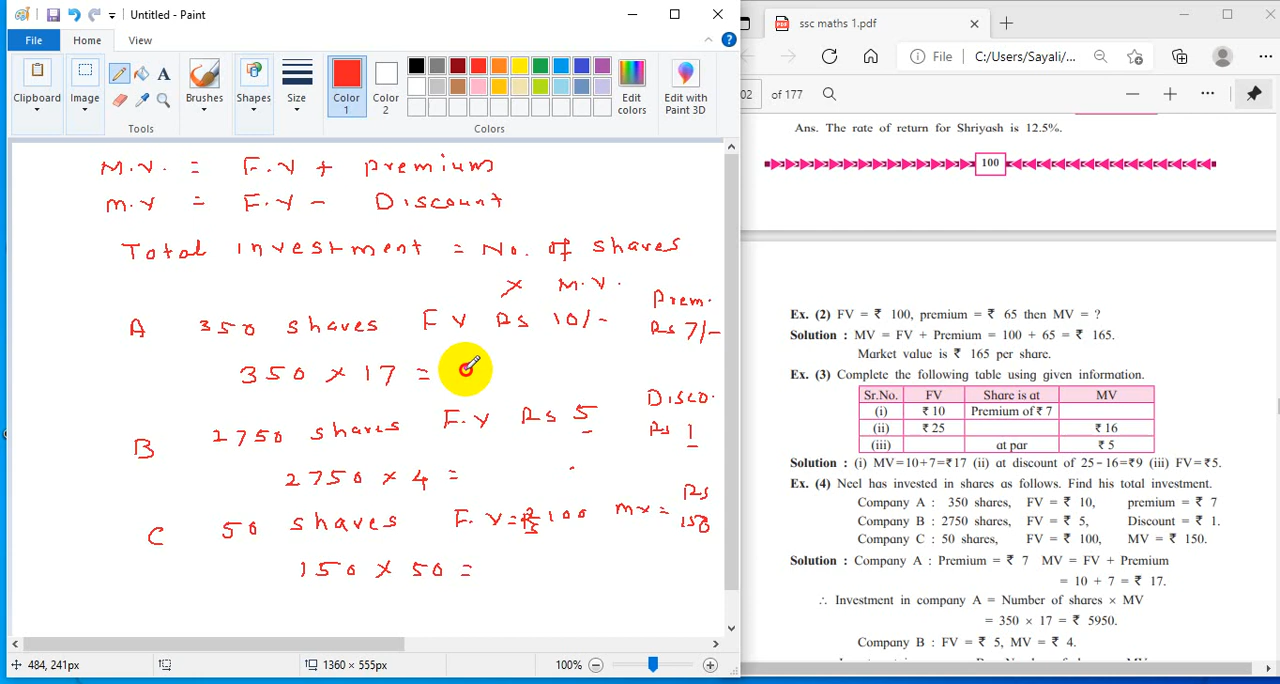 Untitled - Paint
File Home View
Clipboard
Image
Tools
Brushes
Shapes
Size
Color 1
Color 2
Edit colors
Edit with Paint 3D
Colors
M.V. = F.V + premiums
M.V = F.V - Discount
Total investment = No. of shares
× M.V.
A 350 shares F V Rs 10/- Prem. Rs 7/-
350 × 17 =
B 2750 shares F.V Rs 5 Disco. Rs 1
2750 × 4 =
C 50 shares F.V = Rs 100 MV = Rs 150
150 × 50 =
484, 241px
1360 × 555px
100%
ssc maths 1.pdf
File C:/Users/Sayali/...
02 of 177
Ans. The rate of return for Shriyash is 12.5%.
100
Ex. (2) FV = ₹ 100, premium = ₹ 65 then MV = ?
Solution : MV = FV + Premium = 100 + 65 = ₹ 165.
Market value is ₹ 165 per share.
Ex. (3) Complete the following table using given information.
Sr.No. FV Share is at MV
(i) ₹ 10 Premium of ₹ 7
(ii) ₹ 25 ₹ 16
(iii) at par ₹ 5
Solution : (i) MV=10+7=₹17 (ii) at discount of 25-16=₹9 (iii) FV=₹5.
Ex. (4) Neel has invested in shares as follows. Find his total investment.
Company A : 350 shares, FV = ₹ 10, premium = ₹ 7
Company B : 2750 shares, FV = ₹ 5, Discount = ₹ 1.
Company C : 50 shares, FV = ₹ 100, MV = ₹ 150.
Solution : Company A : Premium = ₹ 7 MV = FV + Premium
= 10 + 7 = ₹ 17.
∴ Investment in company A = Number of shares × MV
= 350 × 17 = ₹ 5950.
Company B : FV = ₹ 5, MV = ₹ 4.